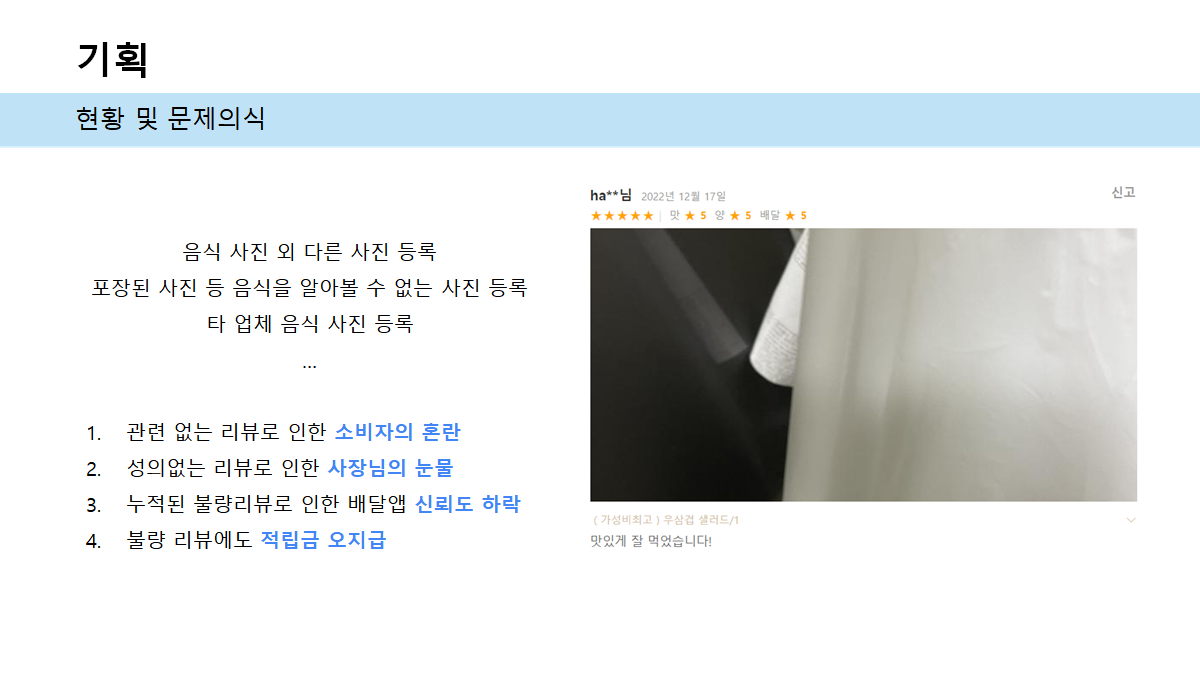 기획
현황 및 문제의식
음식 사진 외 다른 사진 등록
포장된 사진 등 음식을 알아볼 수 없는 사진 등록
타 업체 음식 사진 등록
...
1. 관련 없는 리뷰로 인한 소비자의 혼란
2. 성의없는 리뷰로 인한 사장님의 눈물
3. 누적된 불량리뷰로 인한 배달앱 신뢰도 하락
4. 불량 리뷰에도 적립금 오지급
ha**님 2022년 12월 17일 신고
★★★★★ | 맛 ★ 5 양 ★ 5 배달 ★ 5
( 가성비최고 ) 우삼겹 샐러드/1
맛있게 잘 먹었습니다!